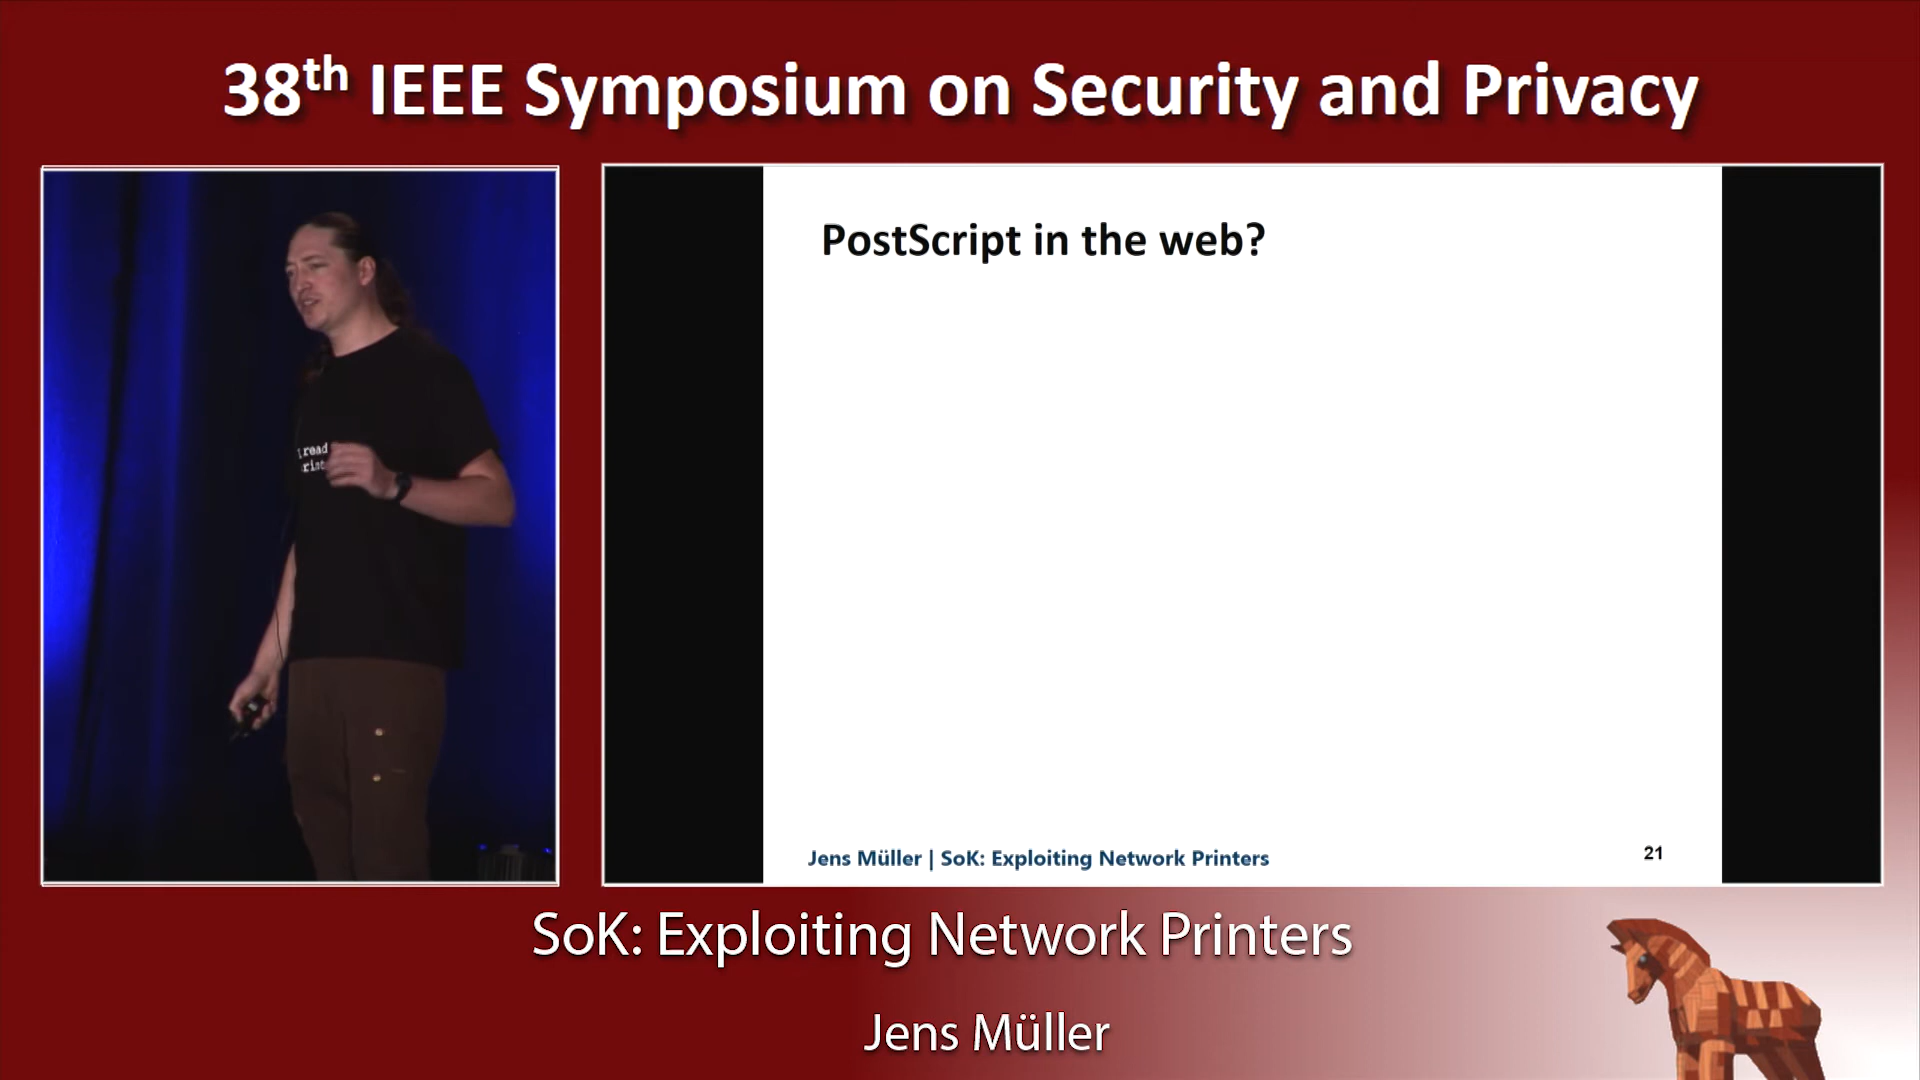 38th IEEE Symposium on Security and Privacy
PostScript in the web?
read
Jens Müller | SoK: Exploiting Network Printers
21
SoK: Exploiting Network Printers
Jens Müller